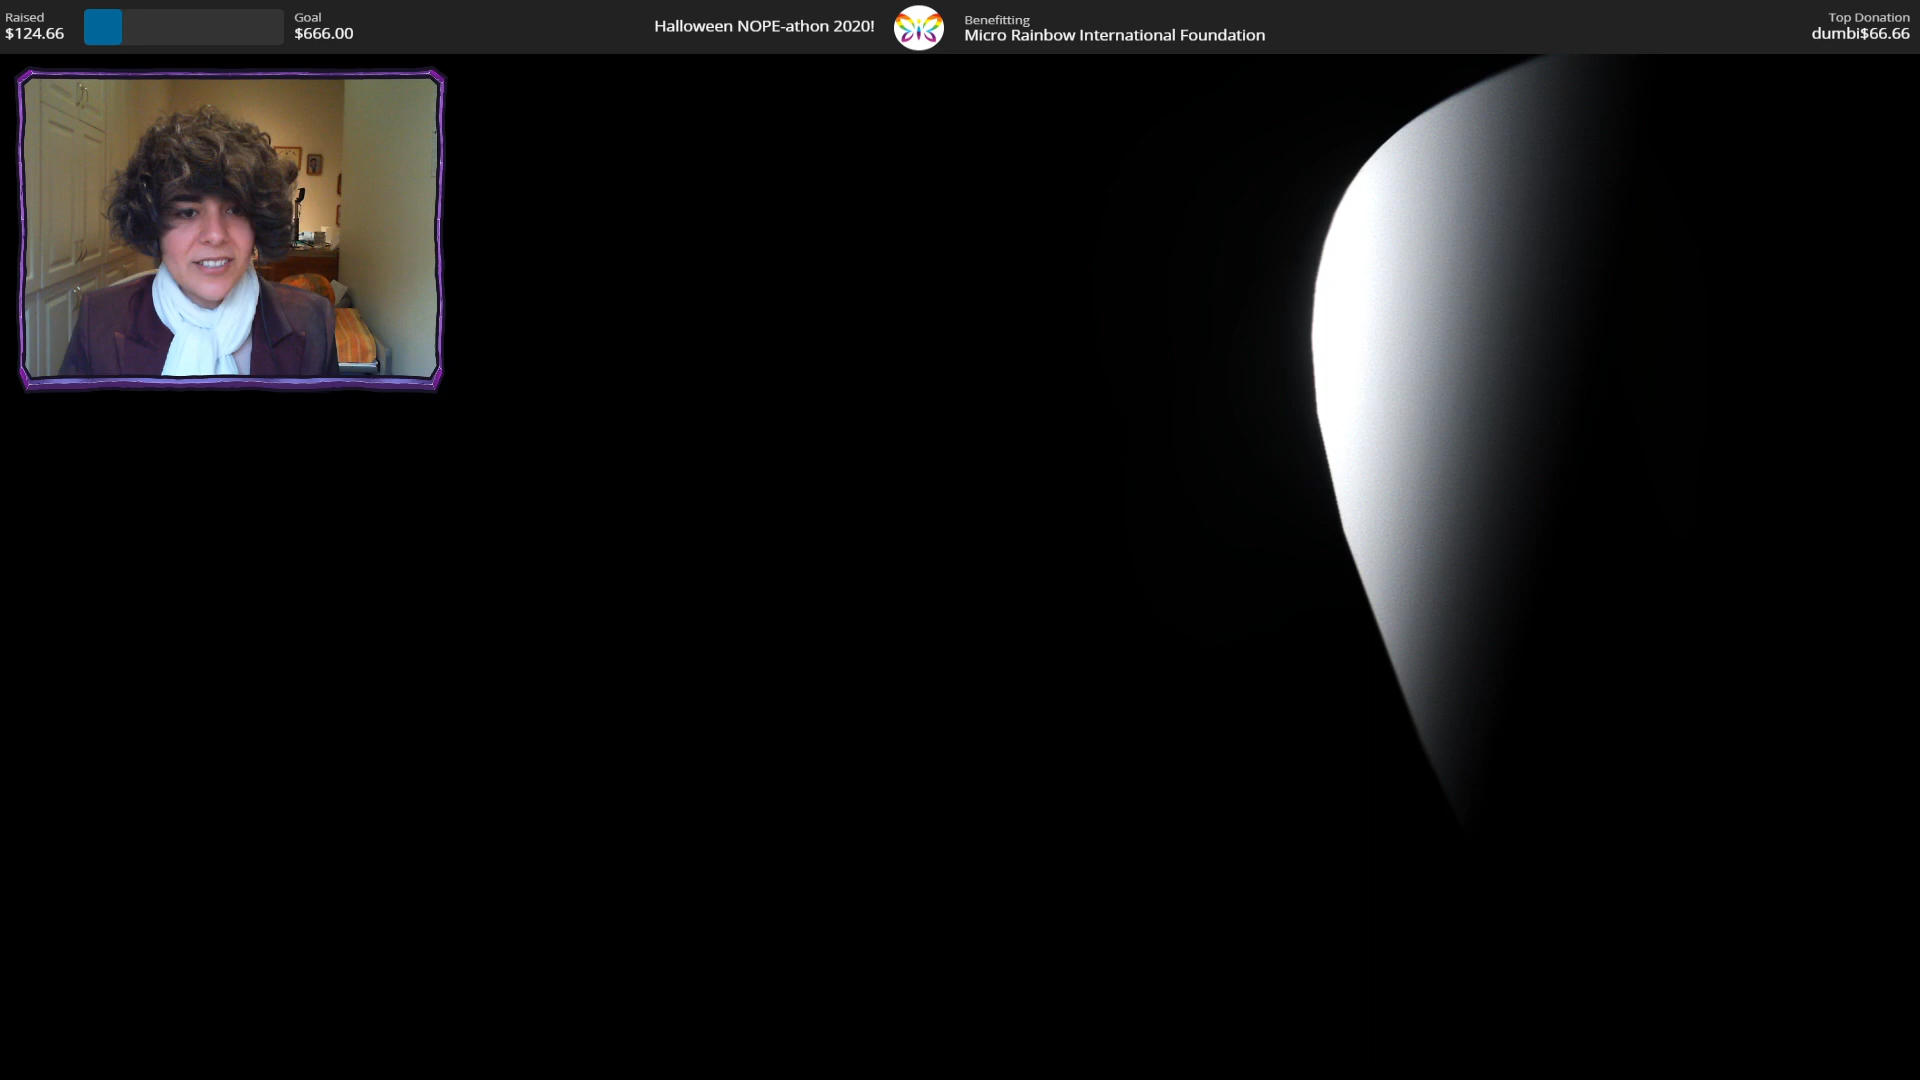 Raised
$124.66
Goal
$666.00
Halloween NOPE-athon 2020!
Benefitting
Micro Rainbow International Foundation
Top Donation
dumbi$66.66